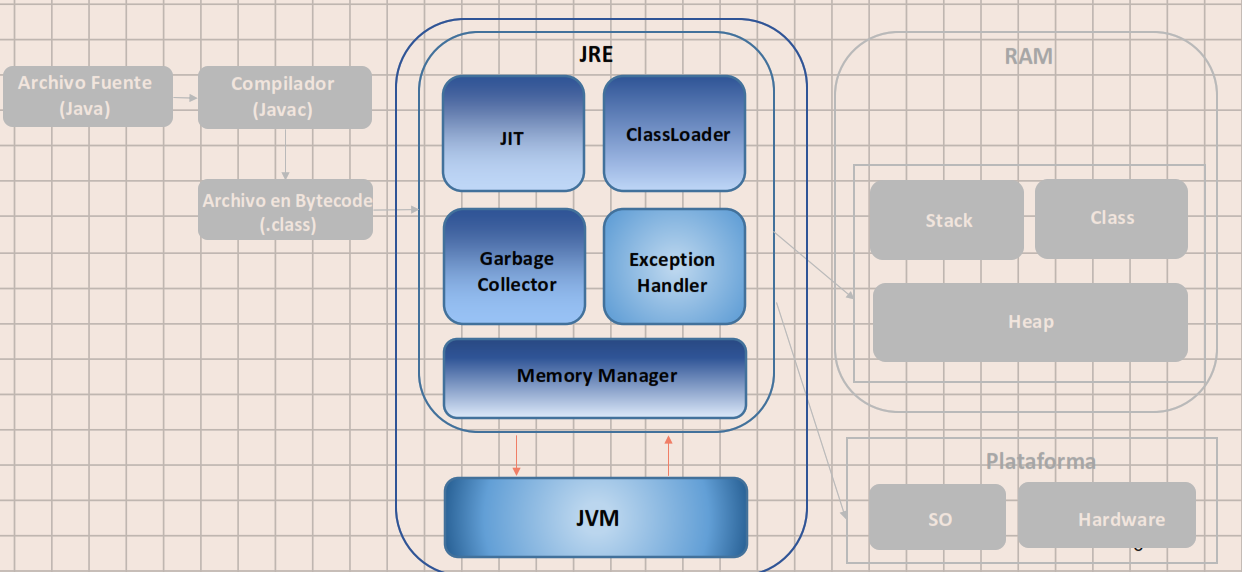 Archivo Fuente
(Java)
Compilador
(Javac)
Archivo en Bytecode
(.class)
JRE
JIT
ClassLoader
Garbage
Collector
Exception
Handler
Memory Manager
JVM
RAM
Stack
Class
Heap
Plataforma
SO
Hardware